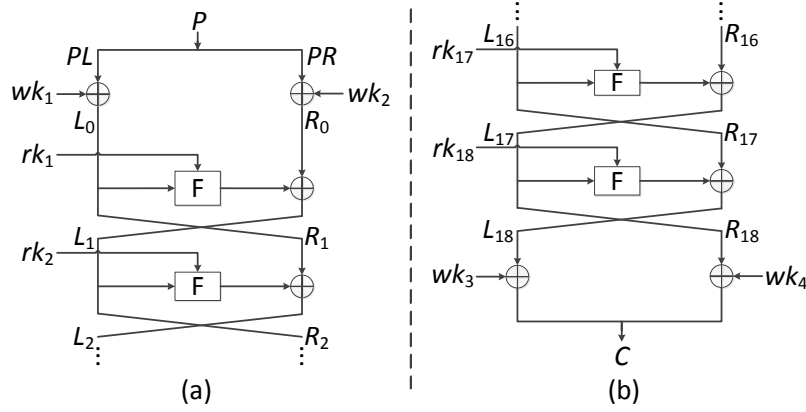 P
PL PR
wk₁ wk₂
L₀ R₀
rk₁
F
L₁ R₁
rk₂
F
L₂ R₂
(a)
L₁₆ R₁₆
rk₁₇
F
L₁₇ R₁₇
rk₁₈
F
L₁₈ R₁₈
wk₃ wk₄
C
(b)